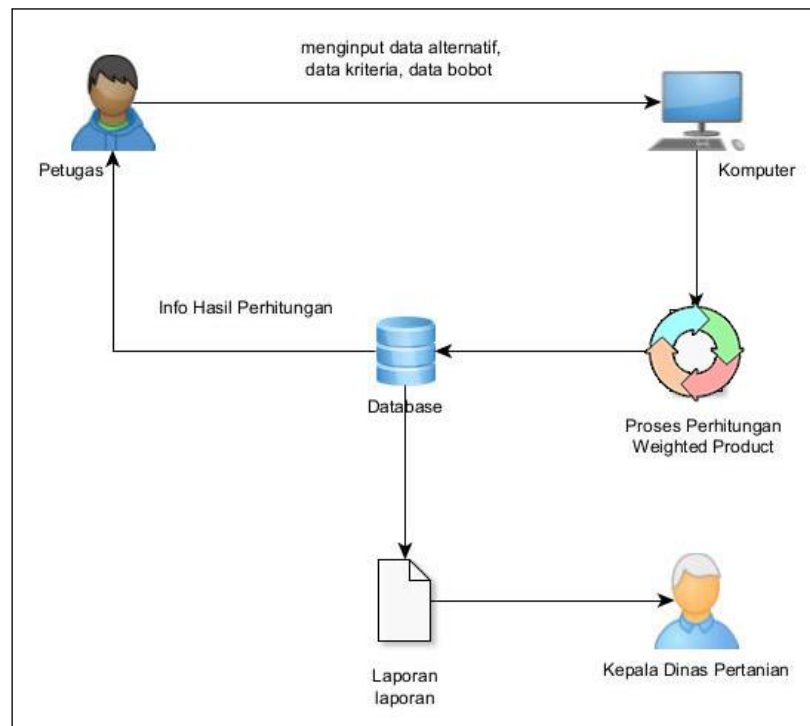 menginput data alternatif,
data kriteria, data bobot
Petugas
Komputer
Info Hasil Perhitungan
Database
Proses Perhitungan
Weighted Product
Laporan
laporan
Kepala Dinas Pertanian